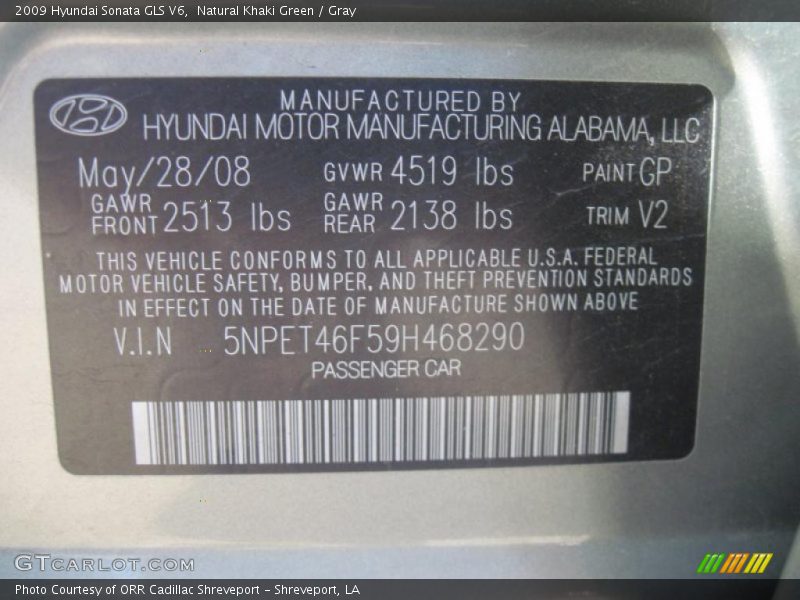 2009 Hyundai Sonata GLS V6,  Natural Khaki Green / Gray
MANUFACTURED BY
HYUNDAI MOTOR MANUFACTURING ALABAMA, LLC
May/28/08 GVWR 4519 lbs PAINT GP
GAWR FRONT 2513 lbs GAWR REAR 2138 lbs TRIM V2
THIS VEHICLE CONFORMS TO ALL APPLICABLE U.S.A. FEDERAL
MOTOR VEHICLE SAFETY, BUMPER, AND THEFT PREVENTION STANDARDS
IN EFFECT ON THE DATE OF MANUFACTURE SHOWN ABOVE
V.I.N 5NPET46F59H468290
PASSENGER CAR
GTCARLOT.COM
Photo Courtesy of ORR Cadillac Shreveport - Shreveport, LA